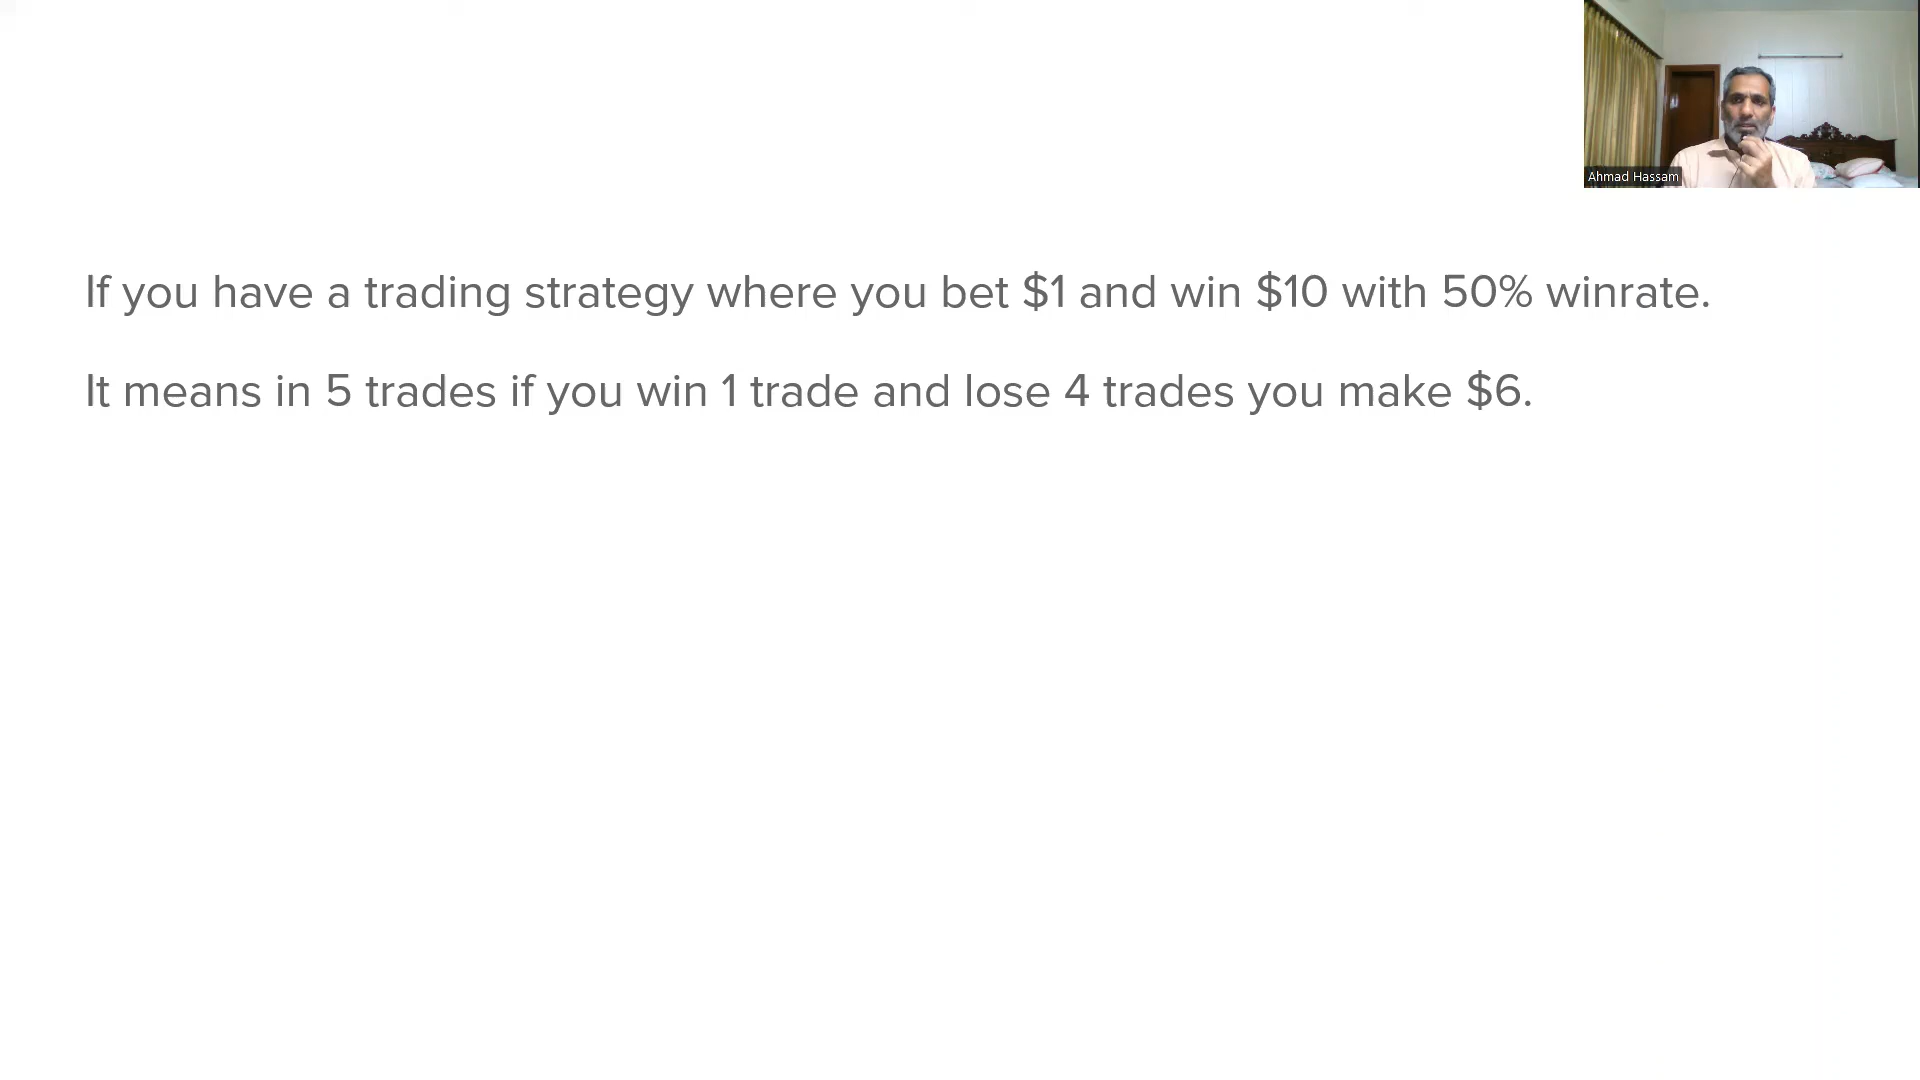 Ahmad Hassam
If you have a trading strategy where you bet $1 and win $10 with 50% winrate.
It means in 5 trades if you win 1 trade and lose 4 trades you make $6.